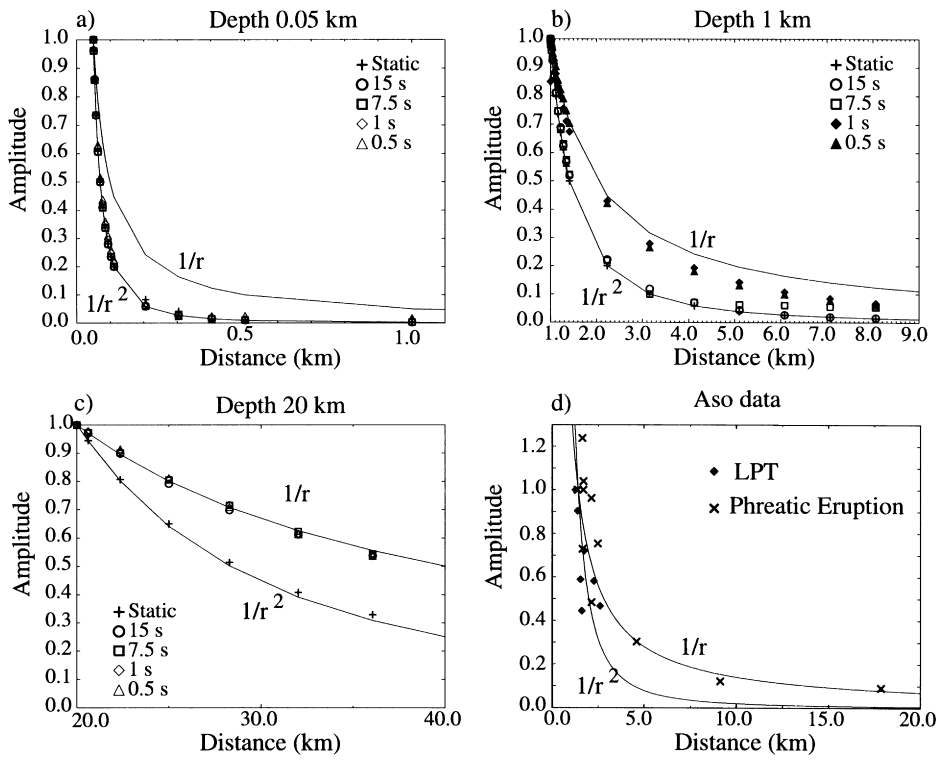 a) Depth 0.05 km
1.0
0.9
0.8
0.7
0.6
0.5
0.4
0.3
0.2
0.1
0.0
Amplitude
+ Static
15 s
7.5 s
1 s
0.5 s
1/r
1/r²
0.0 0.5 1.0
Distance (km)
b) Depth 1 km
1.0
0.9
0.8
0.7
0.6
0.5
0.4
0.3
0.2
0.1
0.0
Amplitude
+ Static
15 s
7.5 s
1 s
0.5 s
1/r
1/r²
1.0 2.0 3.0 4.0 5.0 6.0 7.0 8.0 9.0
Distance (km)
c) Depth 20 km
1.0
0.9
0.8
0.7
0.6
0.5
0.4
0.3
0.2
0.1
0.0
Amplitude
1/r
1/r²
+ Static
15 s
7.5 s
1 s
0.5 s
20.0 30.0 40.0
Distance (km)
d) Aso data
1.2
1.0
0.8
0.6
0.4
0.2
0.0
Amplitude
LPT
× Phreatic Eruption
1/r
1/r²
0.0 5.0 10.0 15.0 20.0
Distance (km)